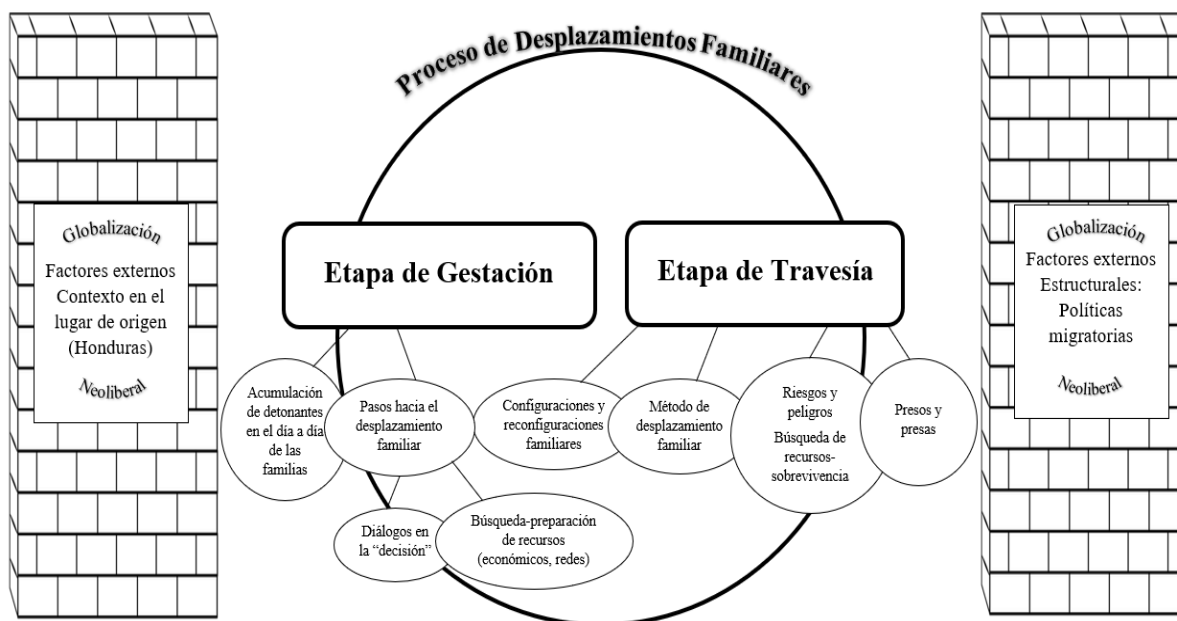 Proceso de Desplazamientos Familiares
Globalización
Factores externos
Contexto en el
lugar de origen
(Honduras)
Neoliberal
Etapa de Gestación
Etapa de Travesía
Globalización
Factores externos
Estructurales:
Políticas
migratorias
Neoliberal
Acumulación
de detonantes
en el día a día
de las
familias
Pasos hacia el
desplazamiento
familiar
Configuraciones y
reconfiguraciones
familiares
Método de
desplazamiento
familiar
Riesgos y
peligros
Búsqueda de
recursos-
sobrevivencia
Presos y
presas
Diálogos en
la “decisión”
Búsqueda-preparación
de recursos
(económicos, redes)